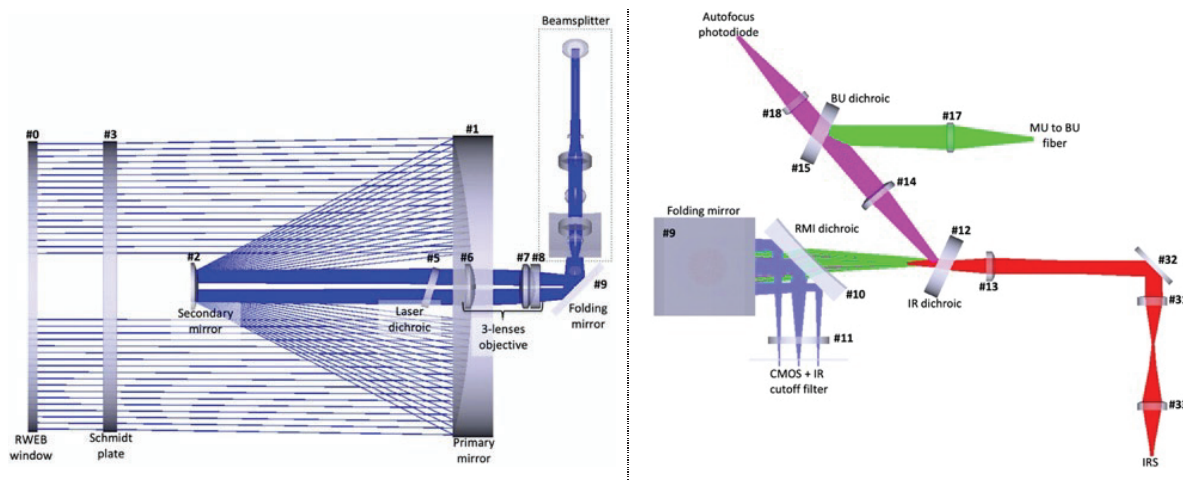 Beamsplitter
#0
#3
#1
#2
#5
#6
#7
#8
#9
Secondary
mirror
Laser
dichroic
3-lenses
objective
Folding
mirror
RWEB
window
Schmidt
plate
Primary
mirror
Autofocus
photodiode
#18
BU dichroic
#17
MU to BU
fiber
#15
#14
Folding mirror
#9
RMI dichroic
#12
#32
#10
IR dichroic
#13
#11
CMOS + IR
cutoff filter
#33
IRS